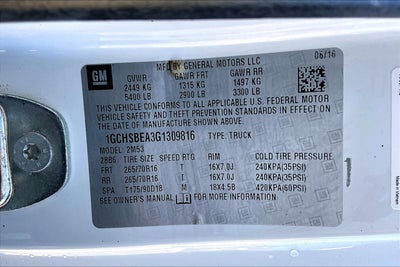 MFD BY GENERAL MOTORS LLC 06/16
GM
GVWR GAWR FRT GAWR RR
2449 KG 1315 KG 1497 KG
5400 LB 2900 LB 3300 LB
THIS VEHICLE CONFORMS TO ALL APPLICABLE U.S. FEDERAL MOTOR
VEHICLE SAFETY AND THEFT PREVENTION STANDARDS IN EFFECT ON
THE DATE OF MANUFACTURE SHOWN ABOVE.
1GCHSBEA3G1309816 TYPE: TRUCK
MODEL: 2M53
2886 TIRE SIZE SPEED RTG RIM COLD TIRE PRESSURE
FRT 265/70R16 T 16X7.0J 240KPA(35PSI)
RR 265/70R16 T 16X7.0J 240KPA(35PSI)
SPA T175/90D18 M 18X4.5B 420KPA(60PSI)
SEE OWNER'S MANUAL FOR MORE INFORMATION.